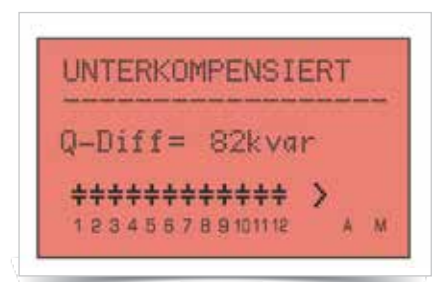 UNTERKOMPENSIERT
Q-Diff= 82kvar
1 2 3 4 5 6 7 8 9 10 11 12 A M